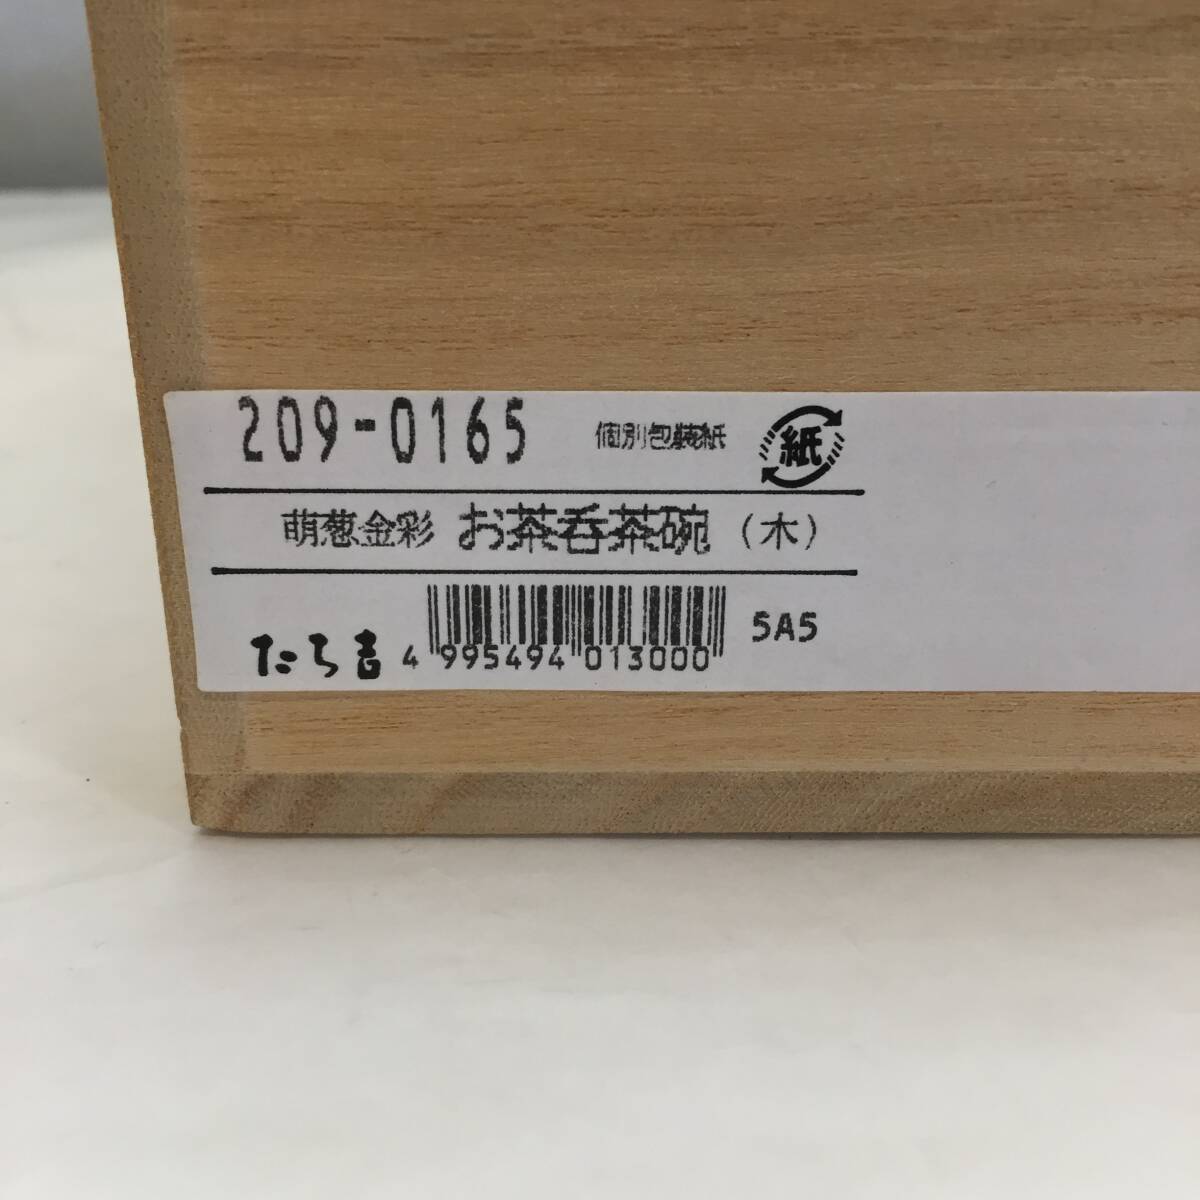 209-0165 個別包装紙 紙
萌葱金彩 お茶呑茶碗 (木)
たち吉 4 995494 013000 5A5